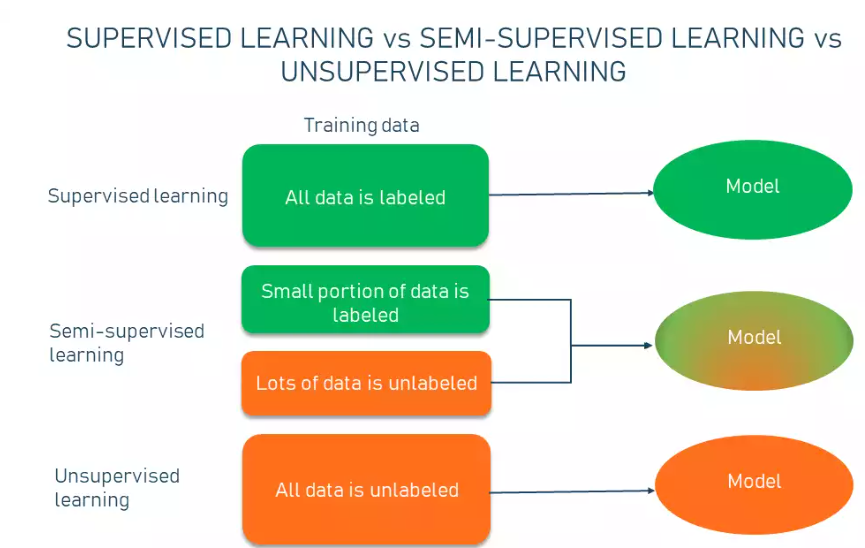 SUPERVISED LEARNING vs SEMI-SUPERVISED LEARNING vs
UNSUPERVISED LEARNING
Training data
Supervised learning
All data is labeled
Model
Semi-supervised
learning
Small portion of data is
labeled
Lots of data is unlabeled
Model
Unsupervised
learning
All data is unlabeled
Model